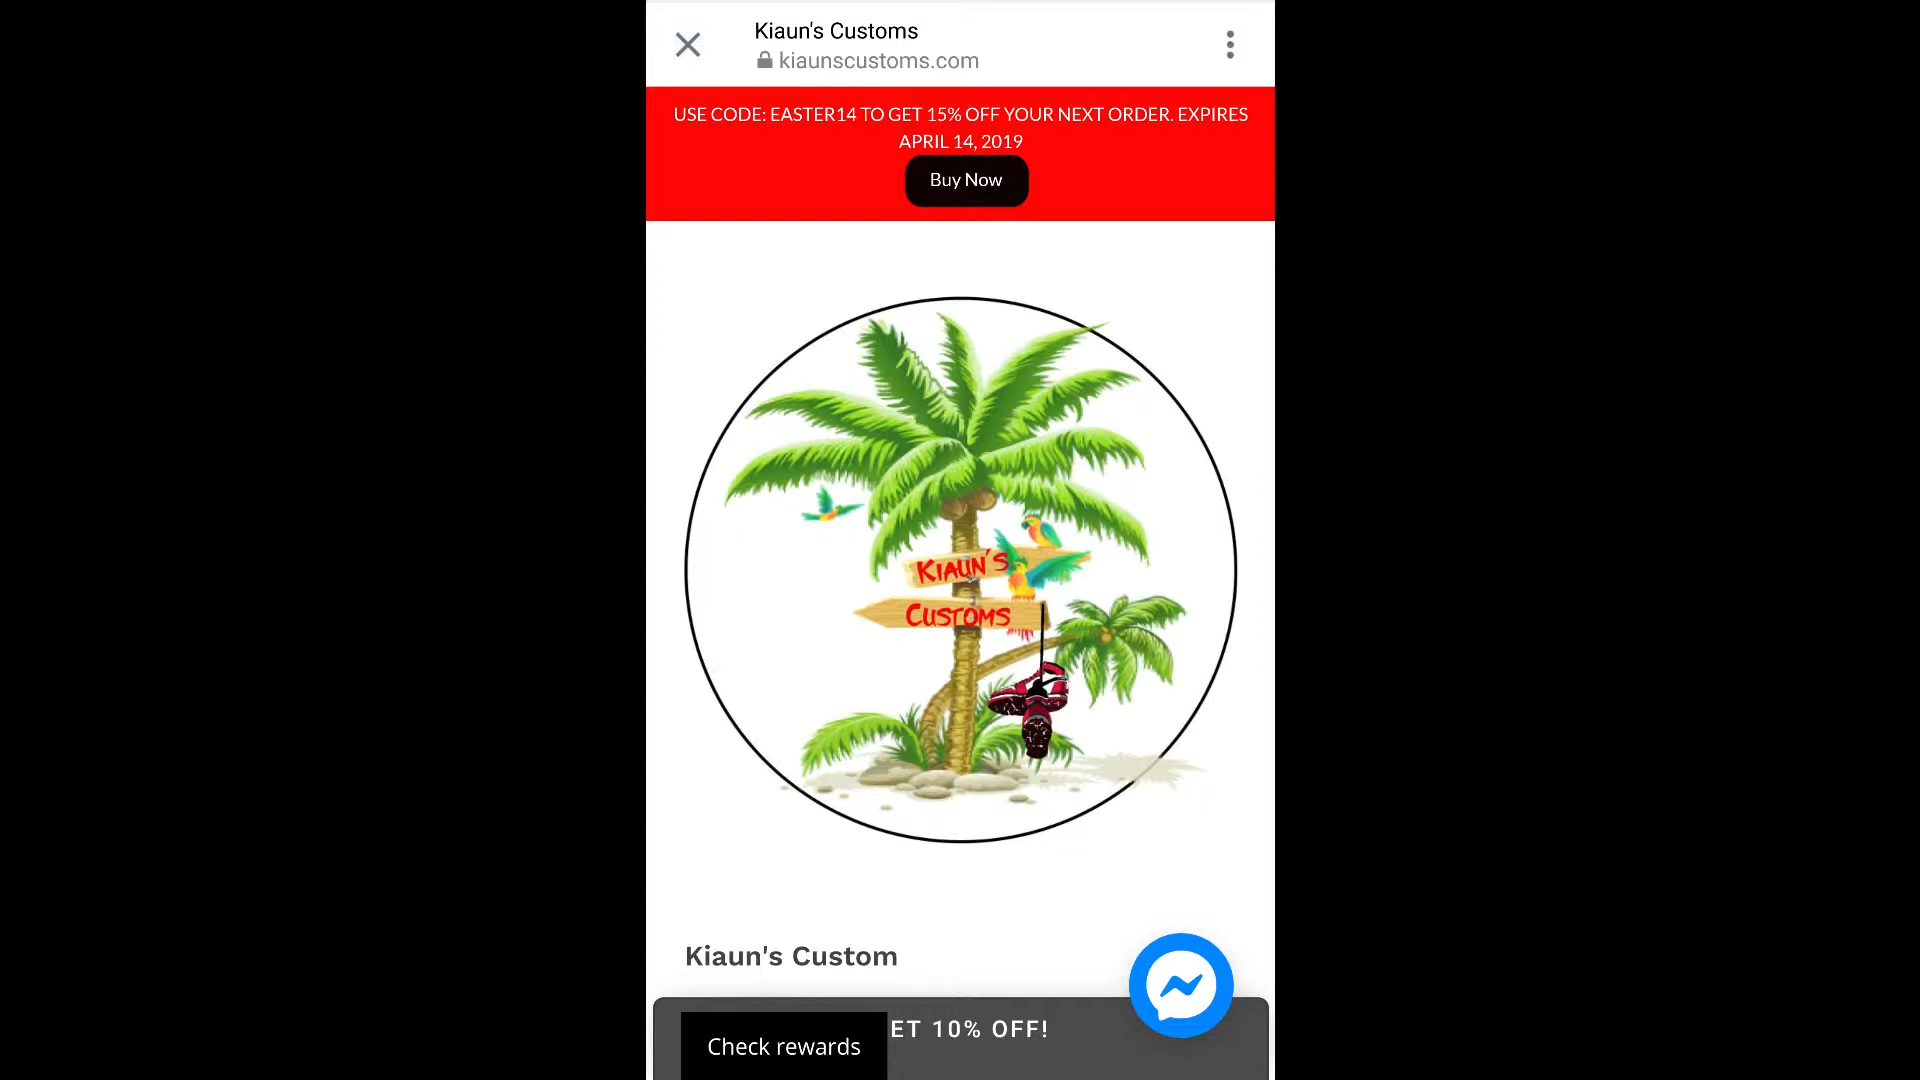 Kiaun's Customs
kiaunscustoms.com
USE CODE: EASTER14 TO GET 15% OFF YOUR NEXT ORDER. EXPIRES
APRIL 14, 2019
Buy Now
KIAUN'S
CUSTOMS
Kiaun's Custom
ET 10% OFF!
Check rewards